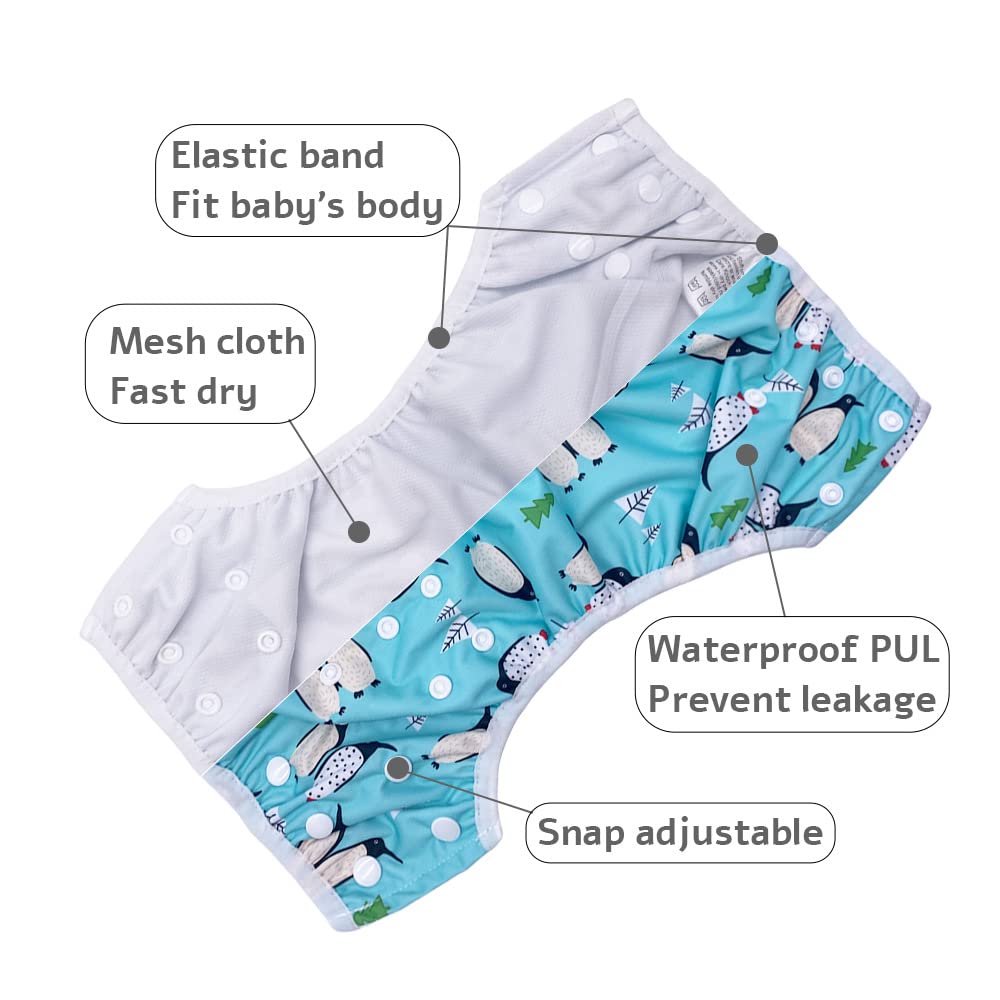 Elastic band
Fit baby's body
Mesh cloth
Fast dry
Waterproof PUL
Prevent leakage
Snap adjustable